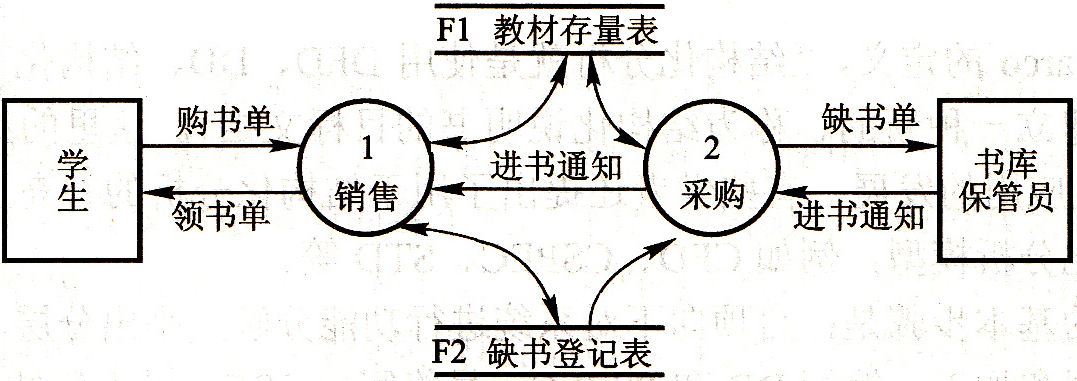 F1 教材存量表
学生
购书单
领书单
1
销售
进书通知
2
采购
缺书单
进书通知
书库
保管员
F2 缺书登记表